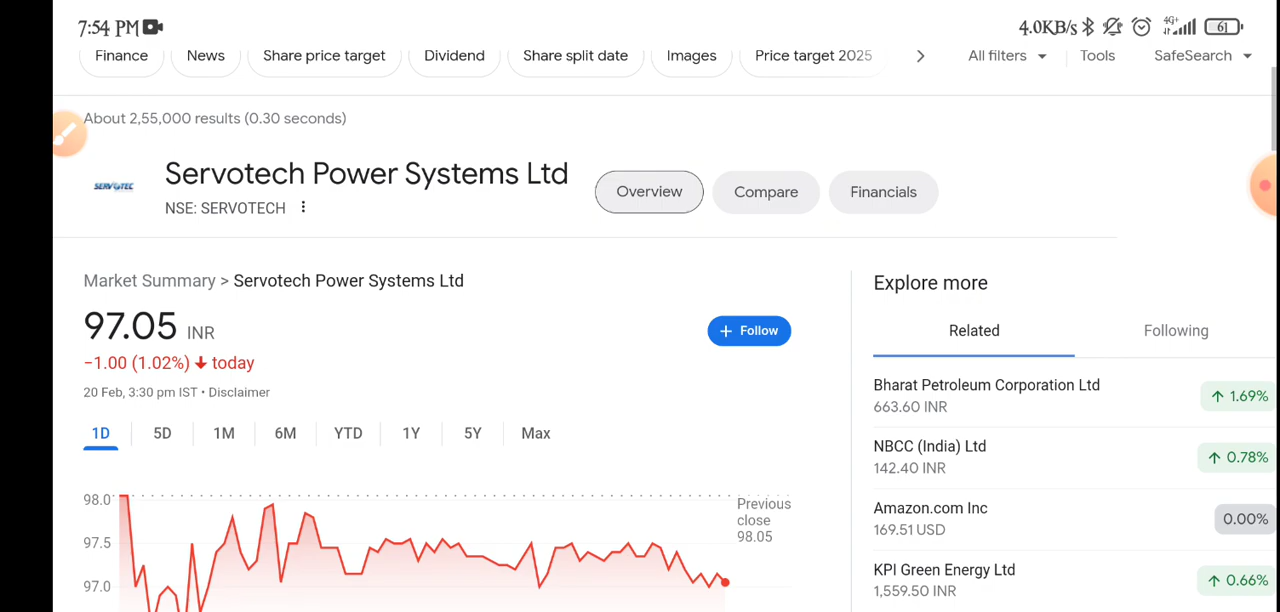 7:54 PM
4.0KB/s 4G+ 61
Finance News Share price target Dividend Share split date Images Price target 2025 All filters Tools SafeSearch
About 2,55,000 results (0.30 seconds)
SERVOTEC
Servotech Power Systems Ltd
NSE: SERVOTECH
Overview Compare Financials
Market Summary > Servotech Power Systems Ltd
97.05 INR
+ Follow
−1.00 (1.02%) ↓ today
20 Feb, 3:30 pm IST • Disclaimer
1D 5D 1M 6M YTD 1Y 5Y Max
98.0
97.5
97.0
Previous
close
98.05
Explore more
Related Following
Bharat Petroleum Corporation Ltd
663.60 INR
↑ 1.69%
NBCC (India) Ltd
142.40 INR
↑ 0.78%
Amazon.com Inc
169.51 USD
0.00%
KPI Green Energy Ltd
1,559.50 INR
↑ 0.66%